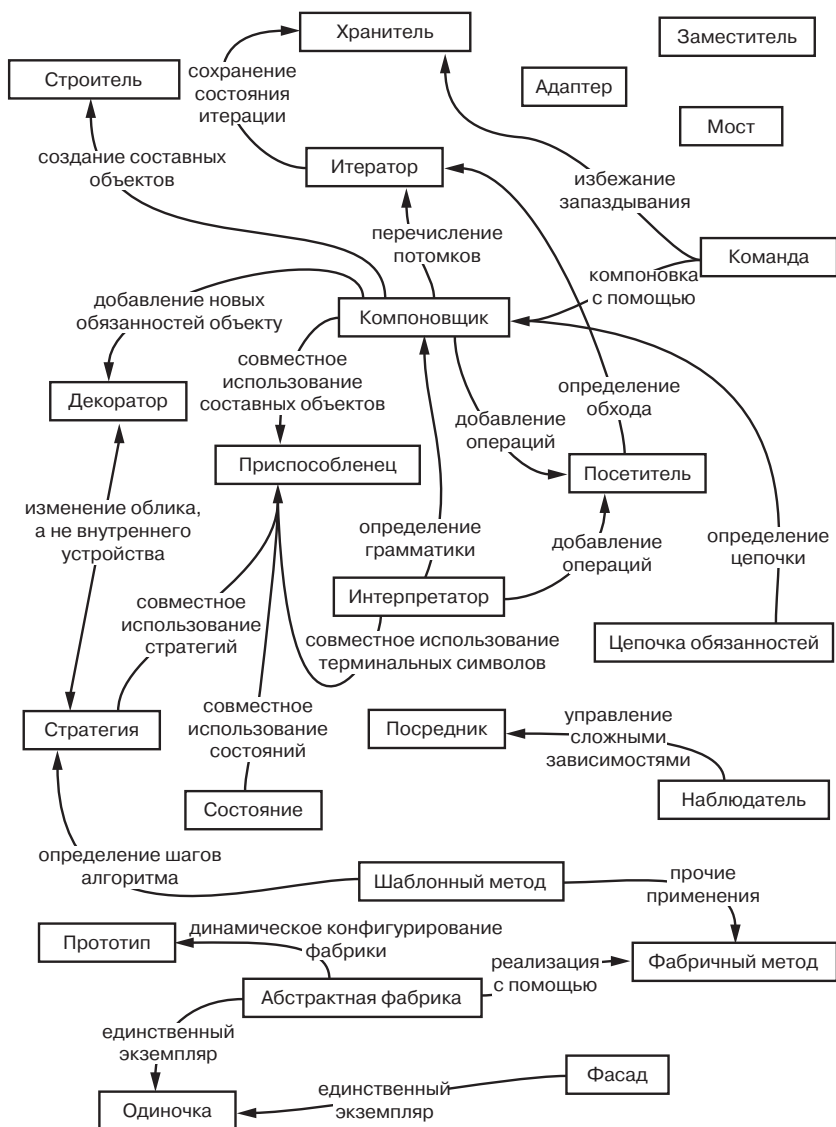 Хранитель
Заместитель
Строитель
сохранение
состояния
итерации
Адаптер
Мост
создание составных
объектов
Итератор
избежание
запаздывания
перечисление
потомков
Команда
компоновка
с помощью
добавление новых
обязанностей объекту
Компоновщик
совместное
использование
составных объектов
определение
обхода
Декоратор
добавление
операций
Приспособленец
Посетитель
изменение облика,
а не внутреннего
устройства
определение
грамматики
добавление
операций
определение
цепочки
совместное
использование
стратегий
Интерпретатор
совместное использование
терминальных символов
Цепочка обязанностей
Стратегия
совместное
использование
состояний
Посредник
управление
сложными
зависимостями
Состояние
Наблюдатель
определение шагов
алгоритма
Шаблонный метод
прочие
применения
Прототип
динамическое конфигурирование
фабрики
реализация
с помощью
Фабричный метод
Абстрактная фабрика
единственный
экземпляр
Фасад
Одиночка
единственный
экземпляр